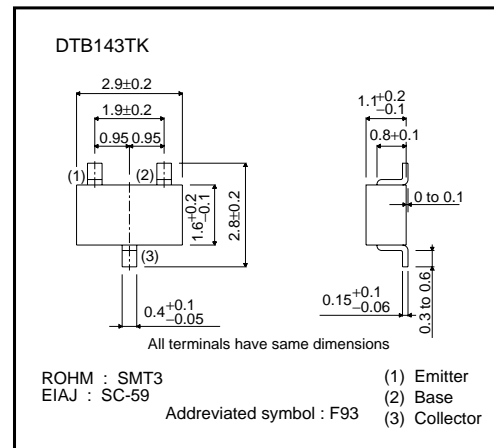 DTB143TK
2.9±0.2
1.9±0.2
0.95 0.95
(1)
(2)
1.6+0.2 −0.1
2.8±0.2
(3)
0.4+0.1 −0.05
1.1+0.2 −0.1
0.8+0.1
0 to 0.1
0.15+0.1 −0.06
0.3 to 0.6
All terminals have same dimensions
ROHM : SMT3
EIAJ : SC-59
Addreviated symbol : F93
(1) Emitter
(2) Base
(3) Collector